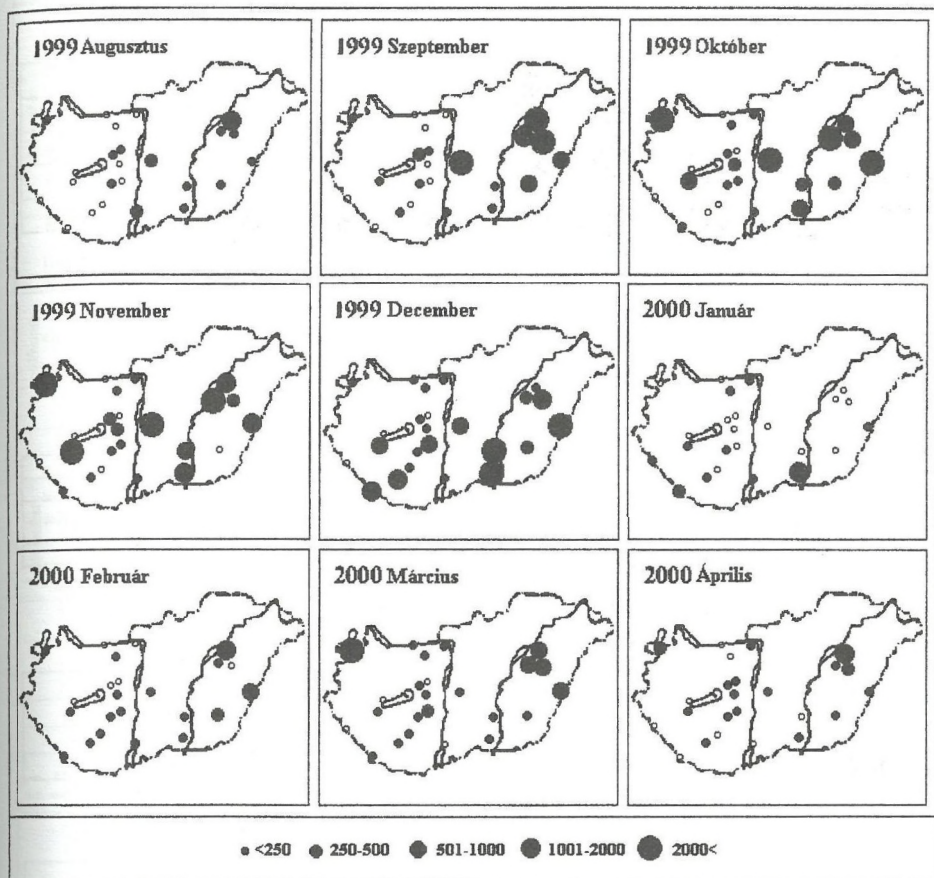 1999 Augusztus
1999 Szeptember
1999 Október
1999 November
1999 December
2000 Január
2000 Február
2000 Március
2000 Április
<250 250-500 501-1000 1001-2000 2000<